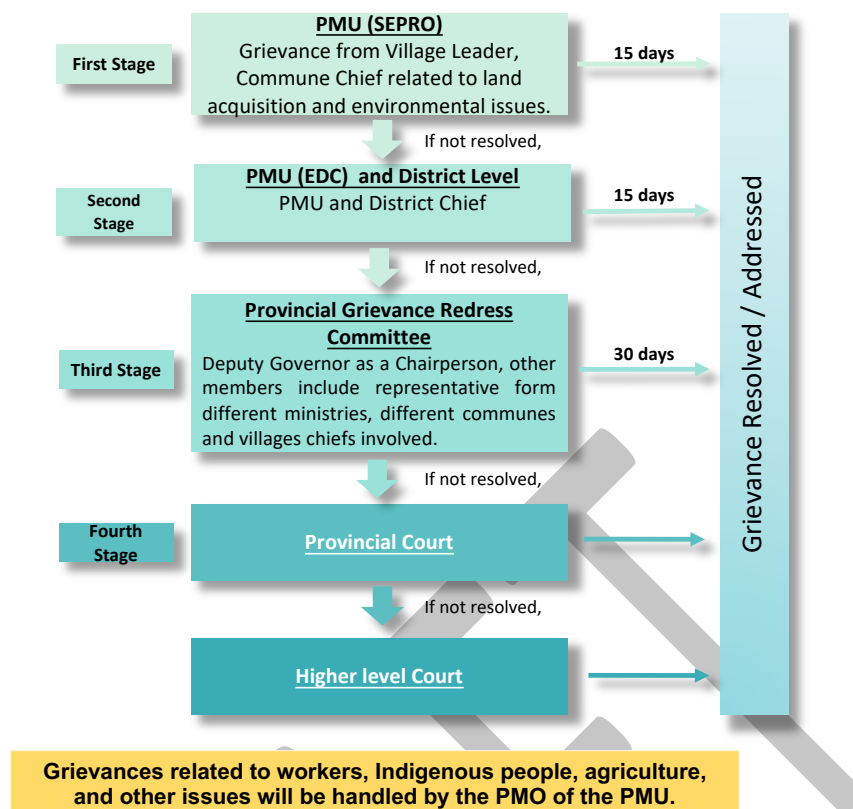 PMU (SEPRO)
First Stage
Grievance from Village Leader,
Commune Chief related to land
acquisition and environmental issues.
15 days
If not resolved,
Second
Stage
PMU (EDC) and District Level
PMU and District Chief
15 days
If not resolved,
Third Stage
Provincial Grievance Redress
Committee
Deputy Governor as a Chairperson, other
members include representative form
different ministries, different communes
and villages chiefs involved.
30 days
If not resolved,
Fourth
Stage
Provincial Court
If not resolved,
Higher level Court
Grievance Resolved / Addressed
Grievances related to workers, Indigenous people, agriculture,
and other issues will be handled by the PMO of the PMU.